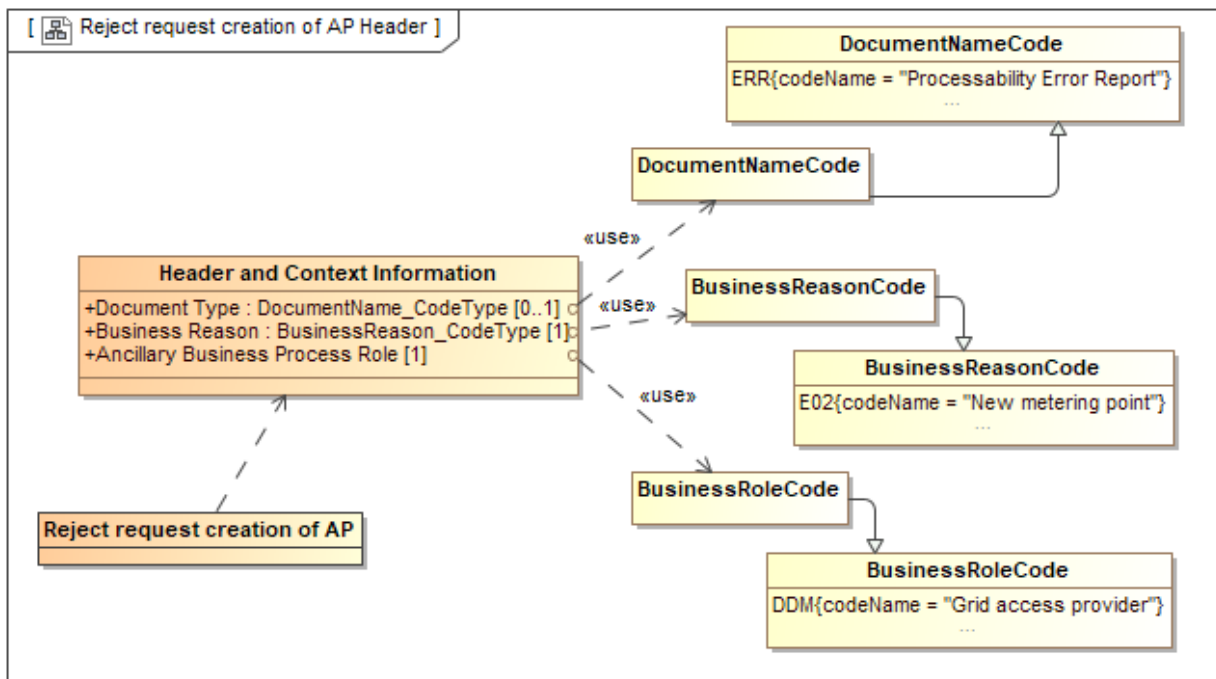 [ Reject request creation of AP Header ]
DocumentNameCode
ERR{codeName = "Processability Error Report"}
...
DocumentNameCode
«use»
Header and Context Information
+Document Type : DocumentName_CodeType [0..1]
+Business Reason : BusinessReason_CodeType [1]
+Ancillary Business Process Role [1]
«use»
BusinessReasonCode
BusinessReasonCode
E02{codeName = "New metering point"}
...
«use»
BusinessRoleCode
Reject request creation of AP
BusinessRoleCode
DDM{codeName = "Grid access provider"}
...